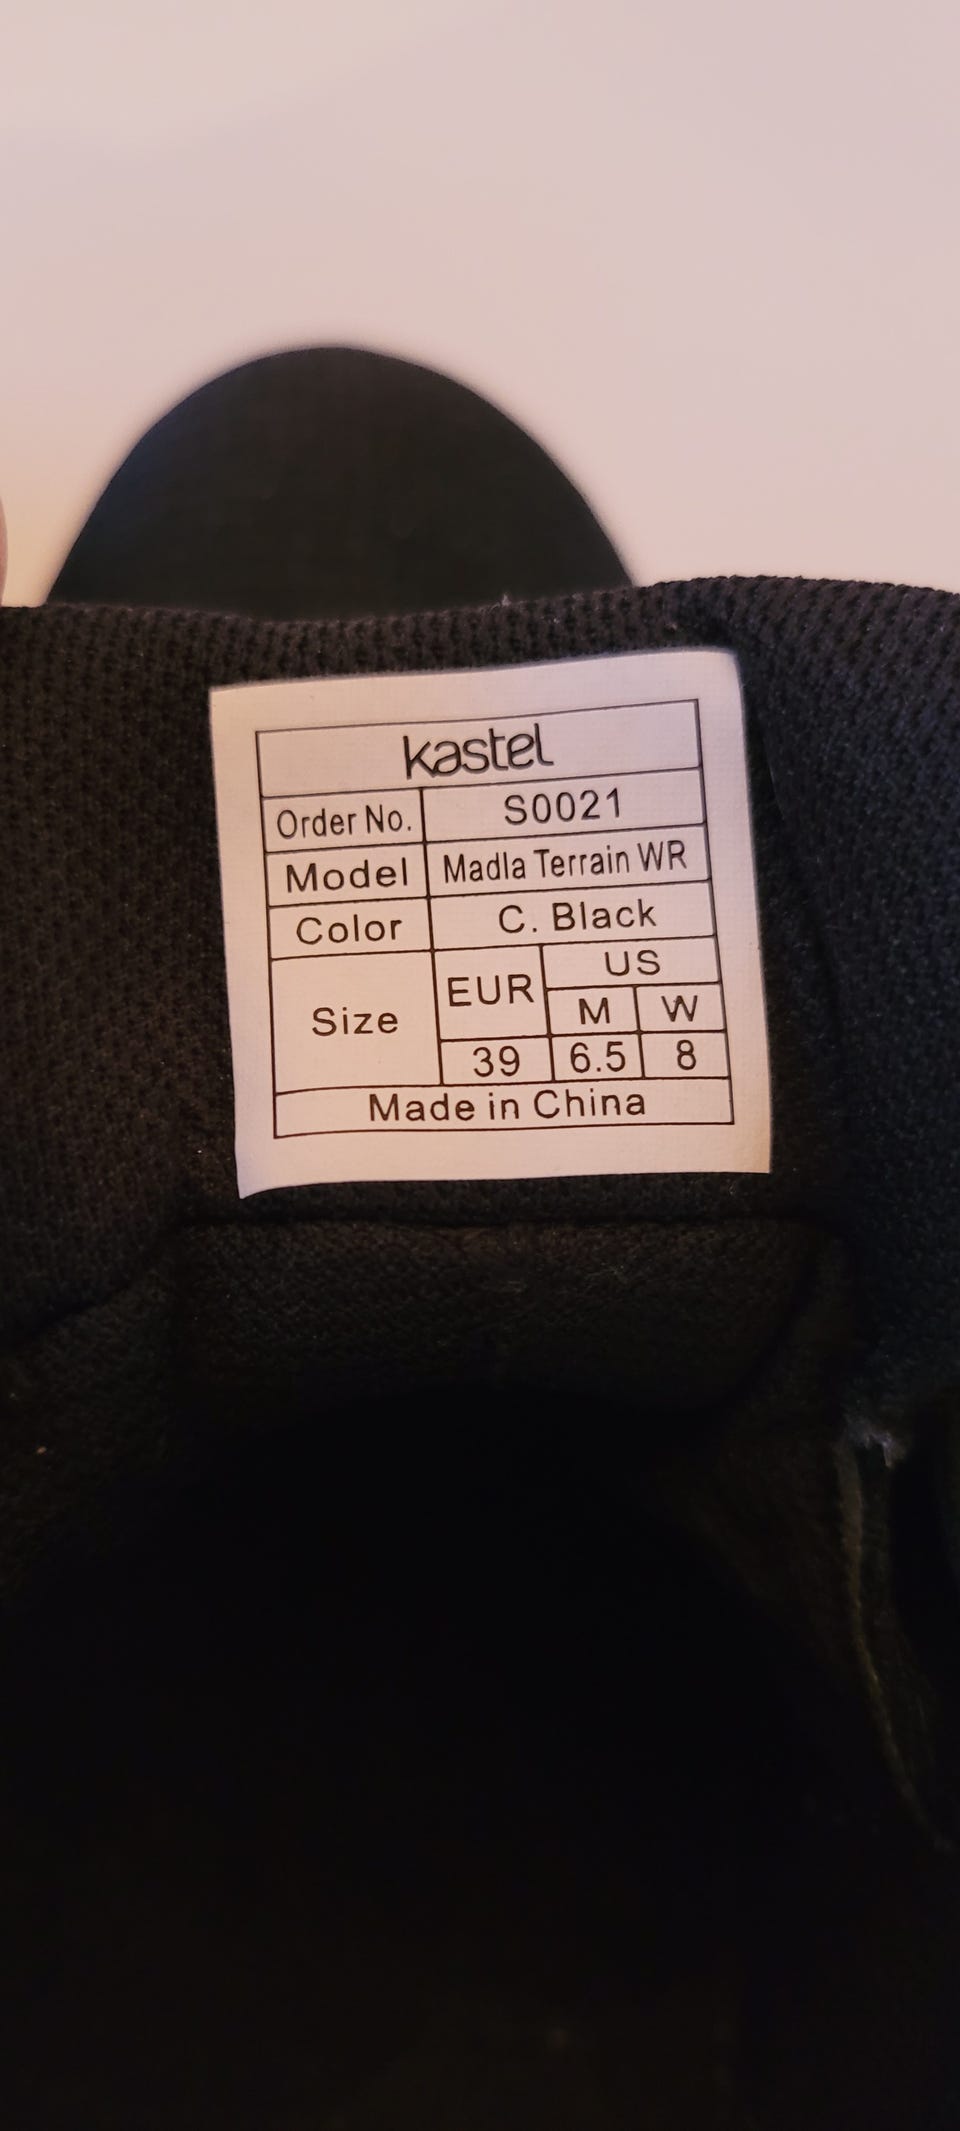 kastel
Order No. S0021
Model Madla Terrain WR
Color C. Black
Size EUR US
M W
39 6.5 8
Made in China